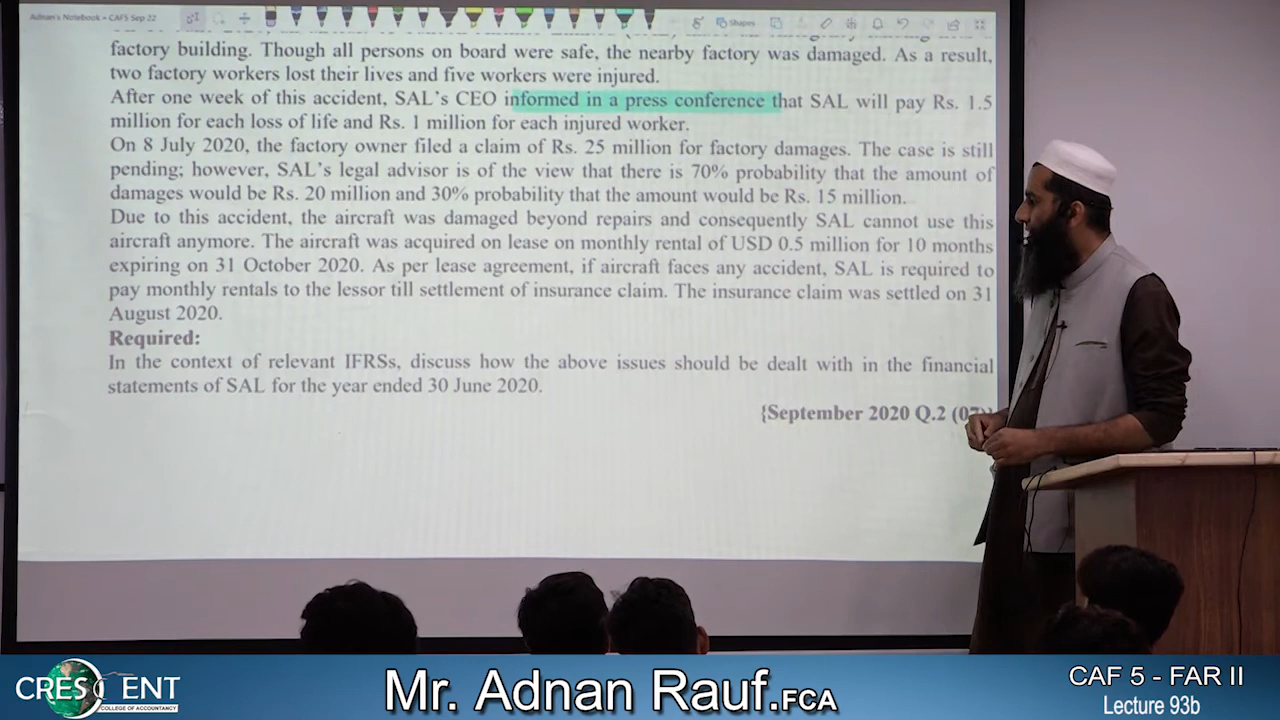 Adnan's Notebook > CAF5 Sep 22
Shapes
factory building. Though all persons on board were safe, the nearby factory was damaged. As a result,
two factory workers lost their lives and five workers were injured.
After one week of this accident, SAL's CEO informed in a press conference that SAL will pay Rs. 1.5
million for each loss of life and Rs. 1 million for each injured worker.
On 8 July 2020, the factory owner filed a claim of Rs. 25 million for factory damages. The case is still
pending; however, SAL's legal advisor is of the view that there is 70% probability that the amount of
damages would be Rs. 20 million and 30% probability that the amount would be Rs. 15 million.
Due to this accident, the aircraft was damaged beyond repairs and consequently SAL cannot use this
aircraft anymore. The aircraft was acquired on lease on monthly rental of USD 0.5 million for 10 months
expiring on 31 October 2020. As per lease agreement, if aircraft faces any accident, SAL is required to
pay monthly rentals to the lessor till settlement of insurance claim. The insurance claim was settled on 31
August 2020.
Required:
In the context of relevant IFRSs, discuss how the above issues should be dealt with in the financial
statements of SAL for the year ended 30 June 2020.
{September 2020 Q.2 (07)}
CRESCENT
COLLEGE OF ACCOUNTANCY
Mr. Adnan Rauf.FCA
CAF 5 - FAR II
Lecture 93b